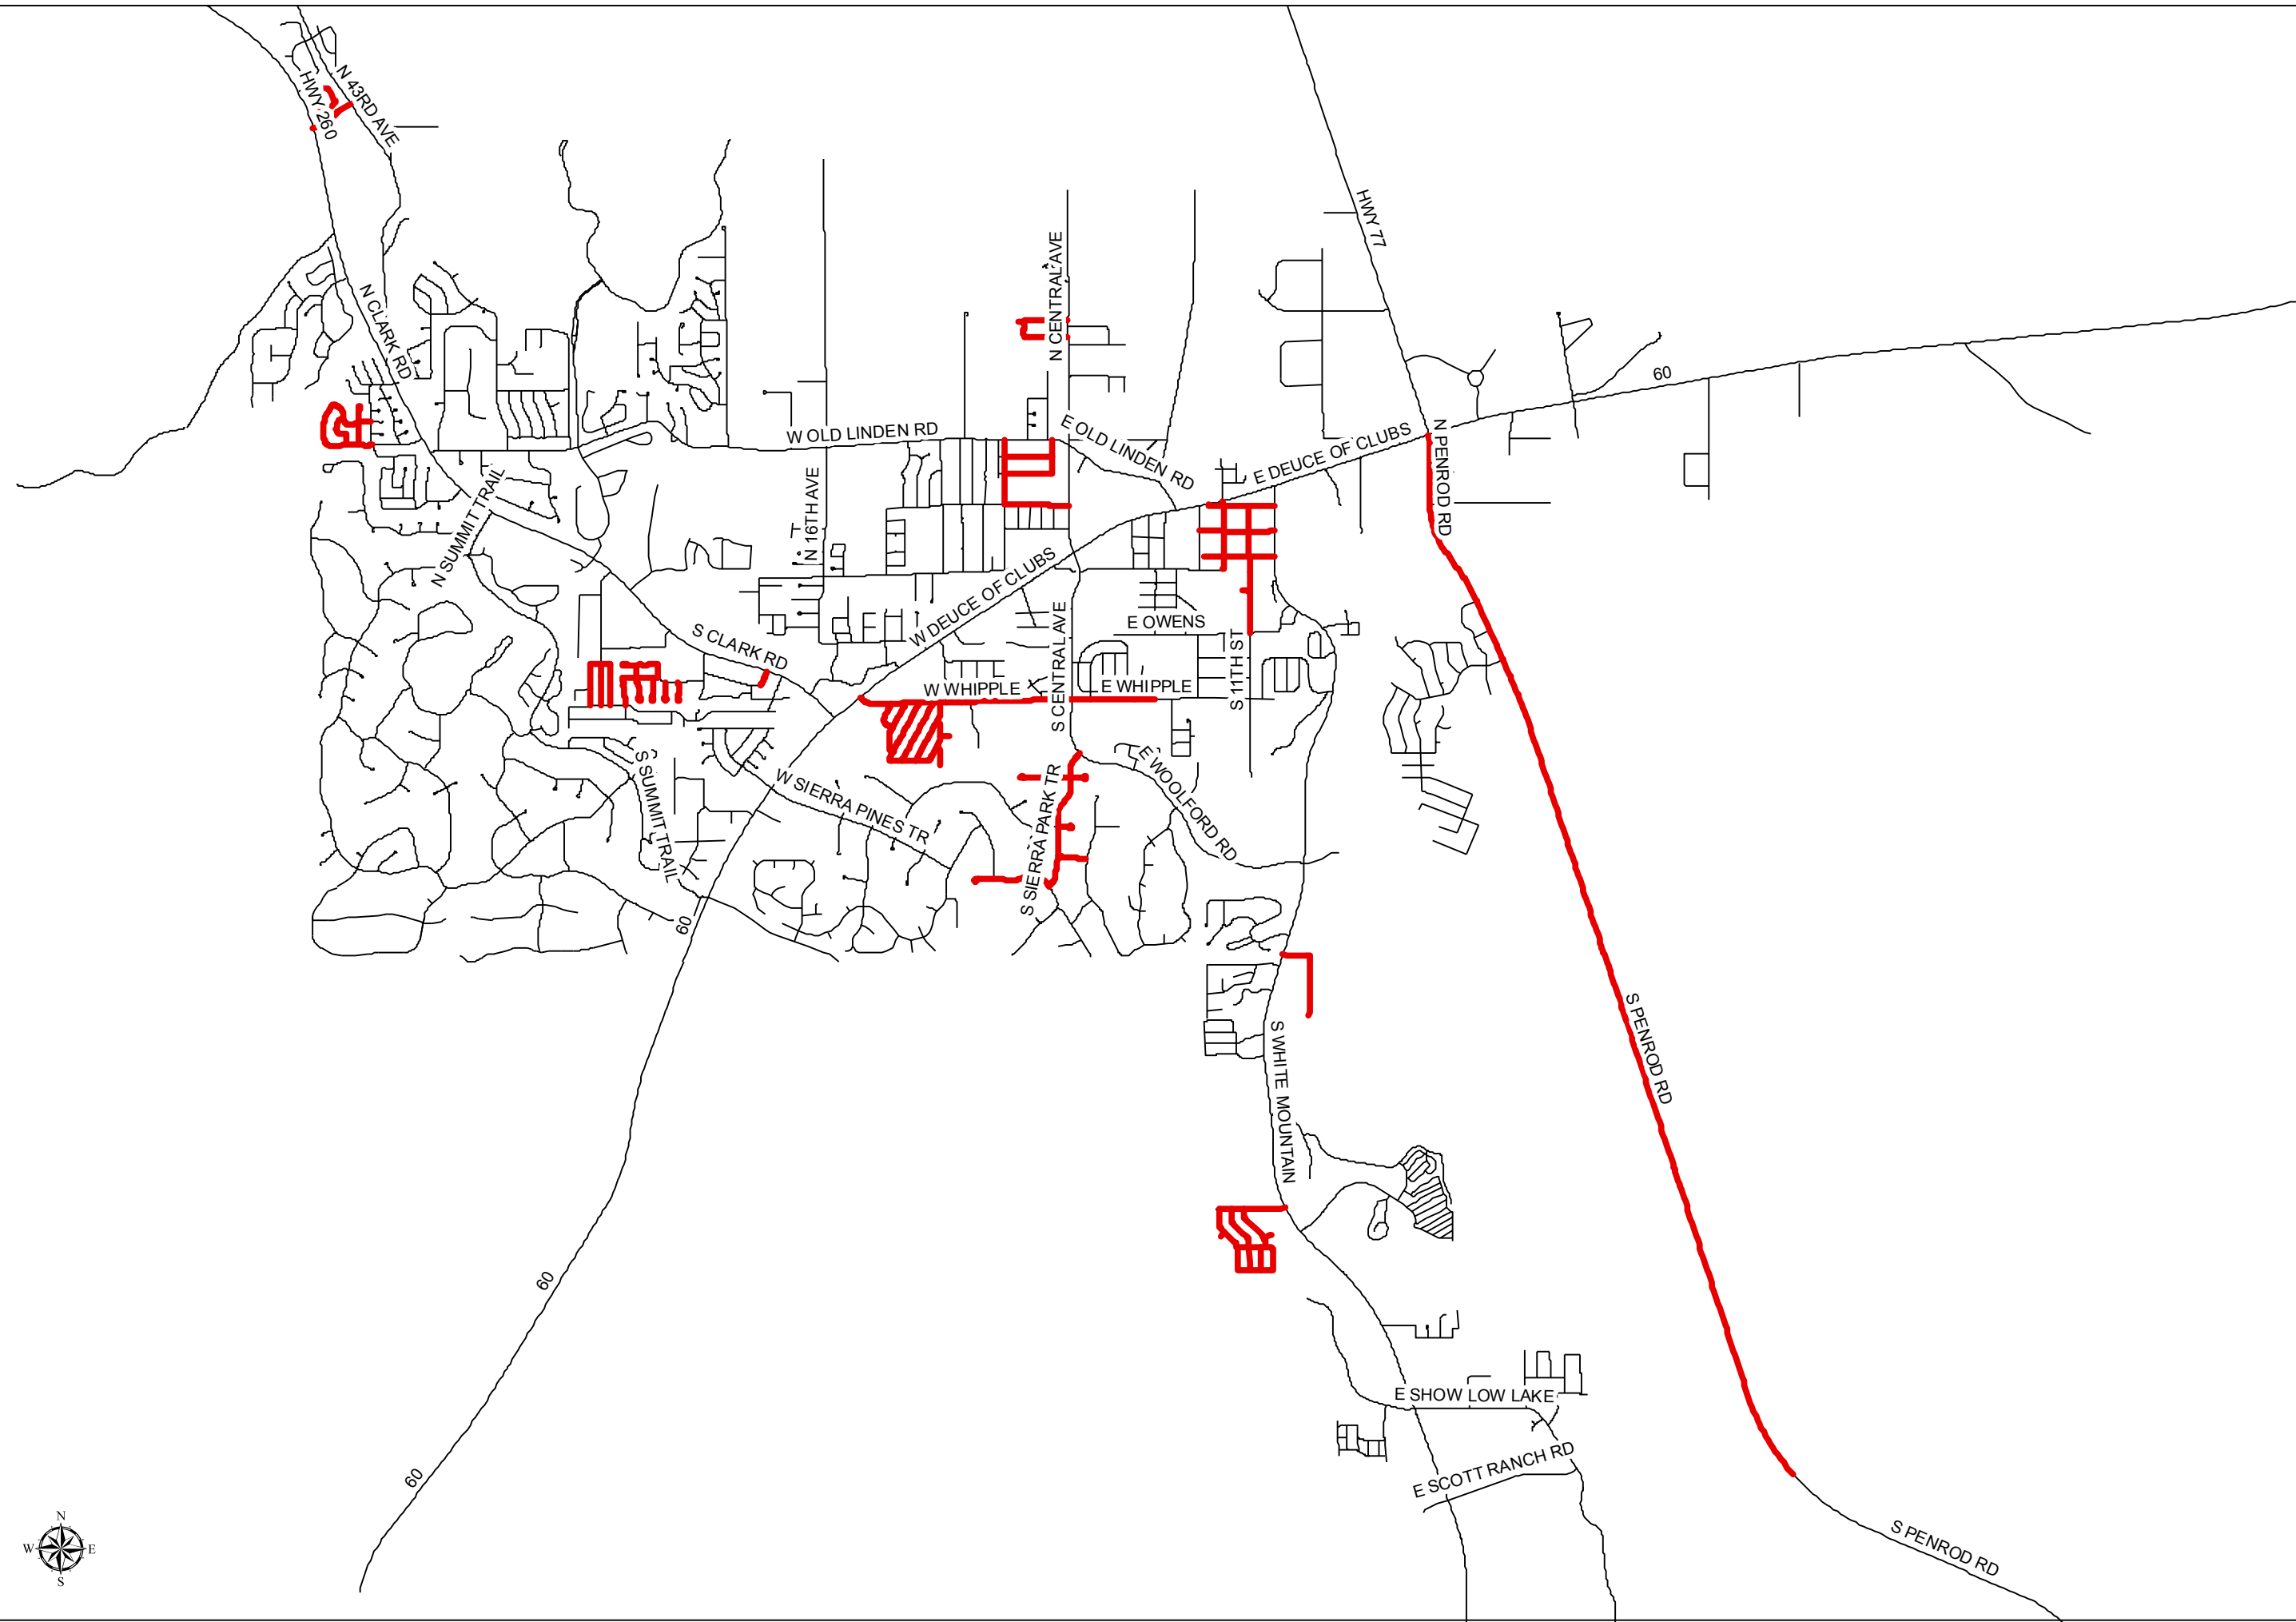 N 43RD AVE
HWY 260
HWY 77
N CENTRAL AVE
N CLARK RD
60
W OLD LINDEN RD
E OLD LINDEN RD
E DEUCE OF CLUBS
N PENROD RD
N 16TH AVE
N SUMMIT TRAIL
W DEUCE OF CLUBS
S CENTRAL AVE
E OWENS
S CLARK RD
S 11TH ST
W WHIPPLE
E WHIPPLE
S SUMMIT TRAIL
W SIERRA PINES TR
S SIERRA PARK TR
E WOOLFORD RD
60
S PENROD RD
S WHITE MOUNTAIN
60
E SHOW LOW LAKE
E SCOTT RANCH RD
60
S PENROD RD
N
W E
S